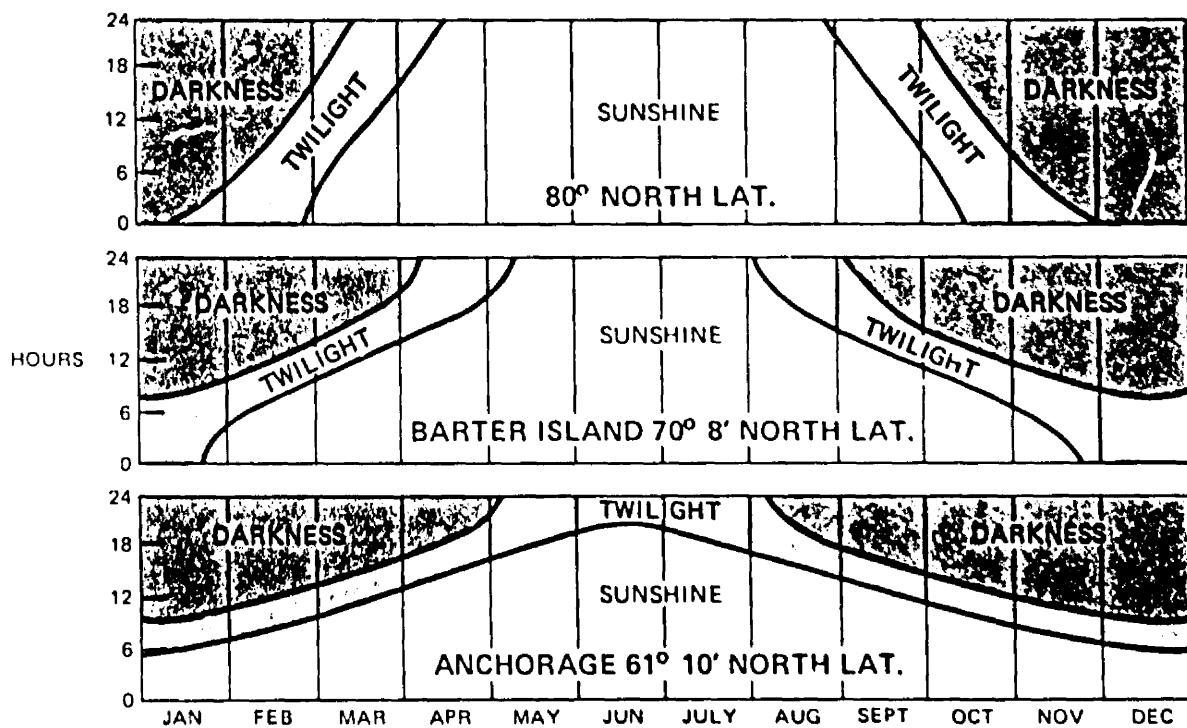 24
18
12
6
0
DARKNESS
TWILIGHT
SUNSHINE
TWILIGHT
DARKNESS
80° NORTH LAT.
HOURS
24
18
12
6
0
DARKNESS
TWILIGHT
SUNSHINE
TWILIGHT
DARKNESS
BARTER ISLAND 70° 8' NORTH LAT.
24
18
12
6
0
DARKNESS
TWILIGHT
DARKNESS
SUNSHINE
ANCHORAGE 61° 10' NORTH LAT.
JAN FEB MAR APR MAY JUN JULY AUG SEPT OCT NOV DEC